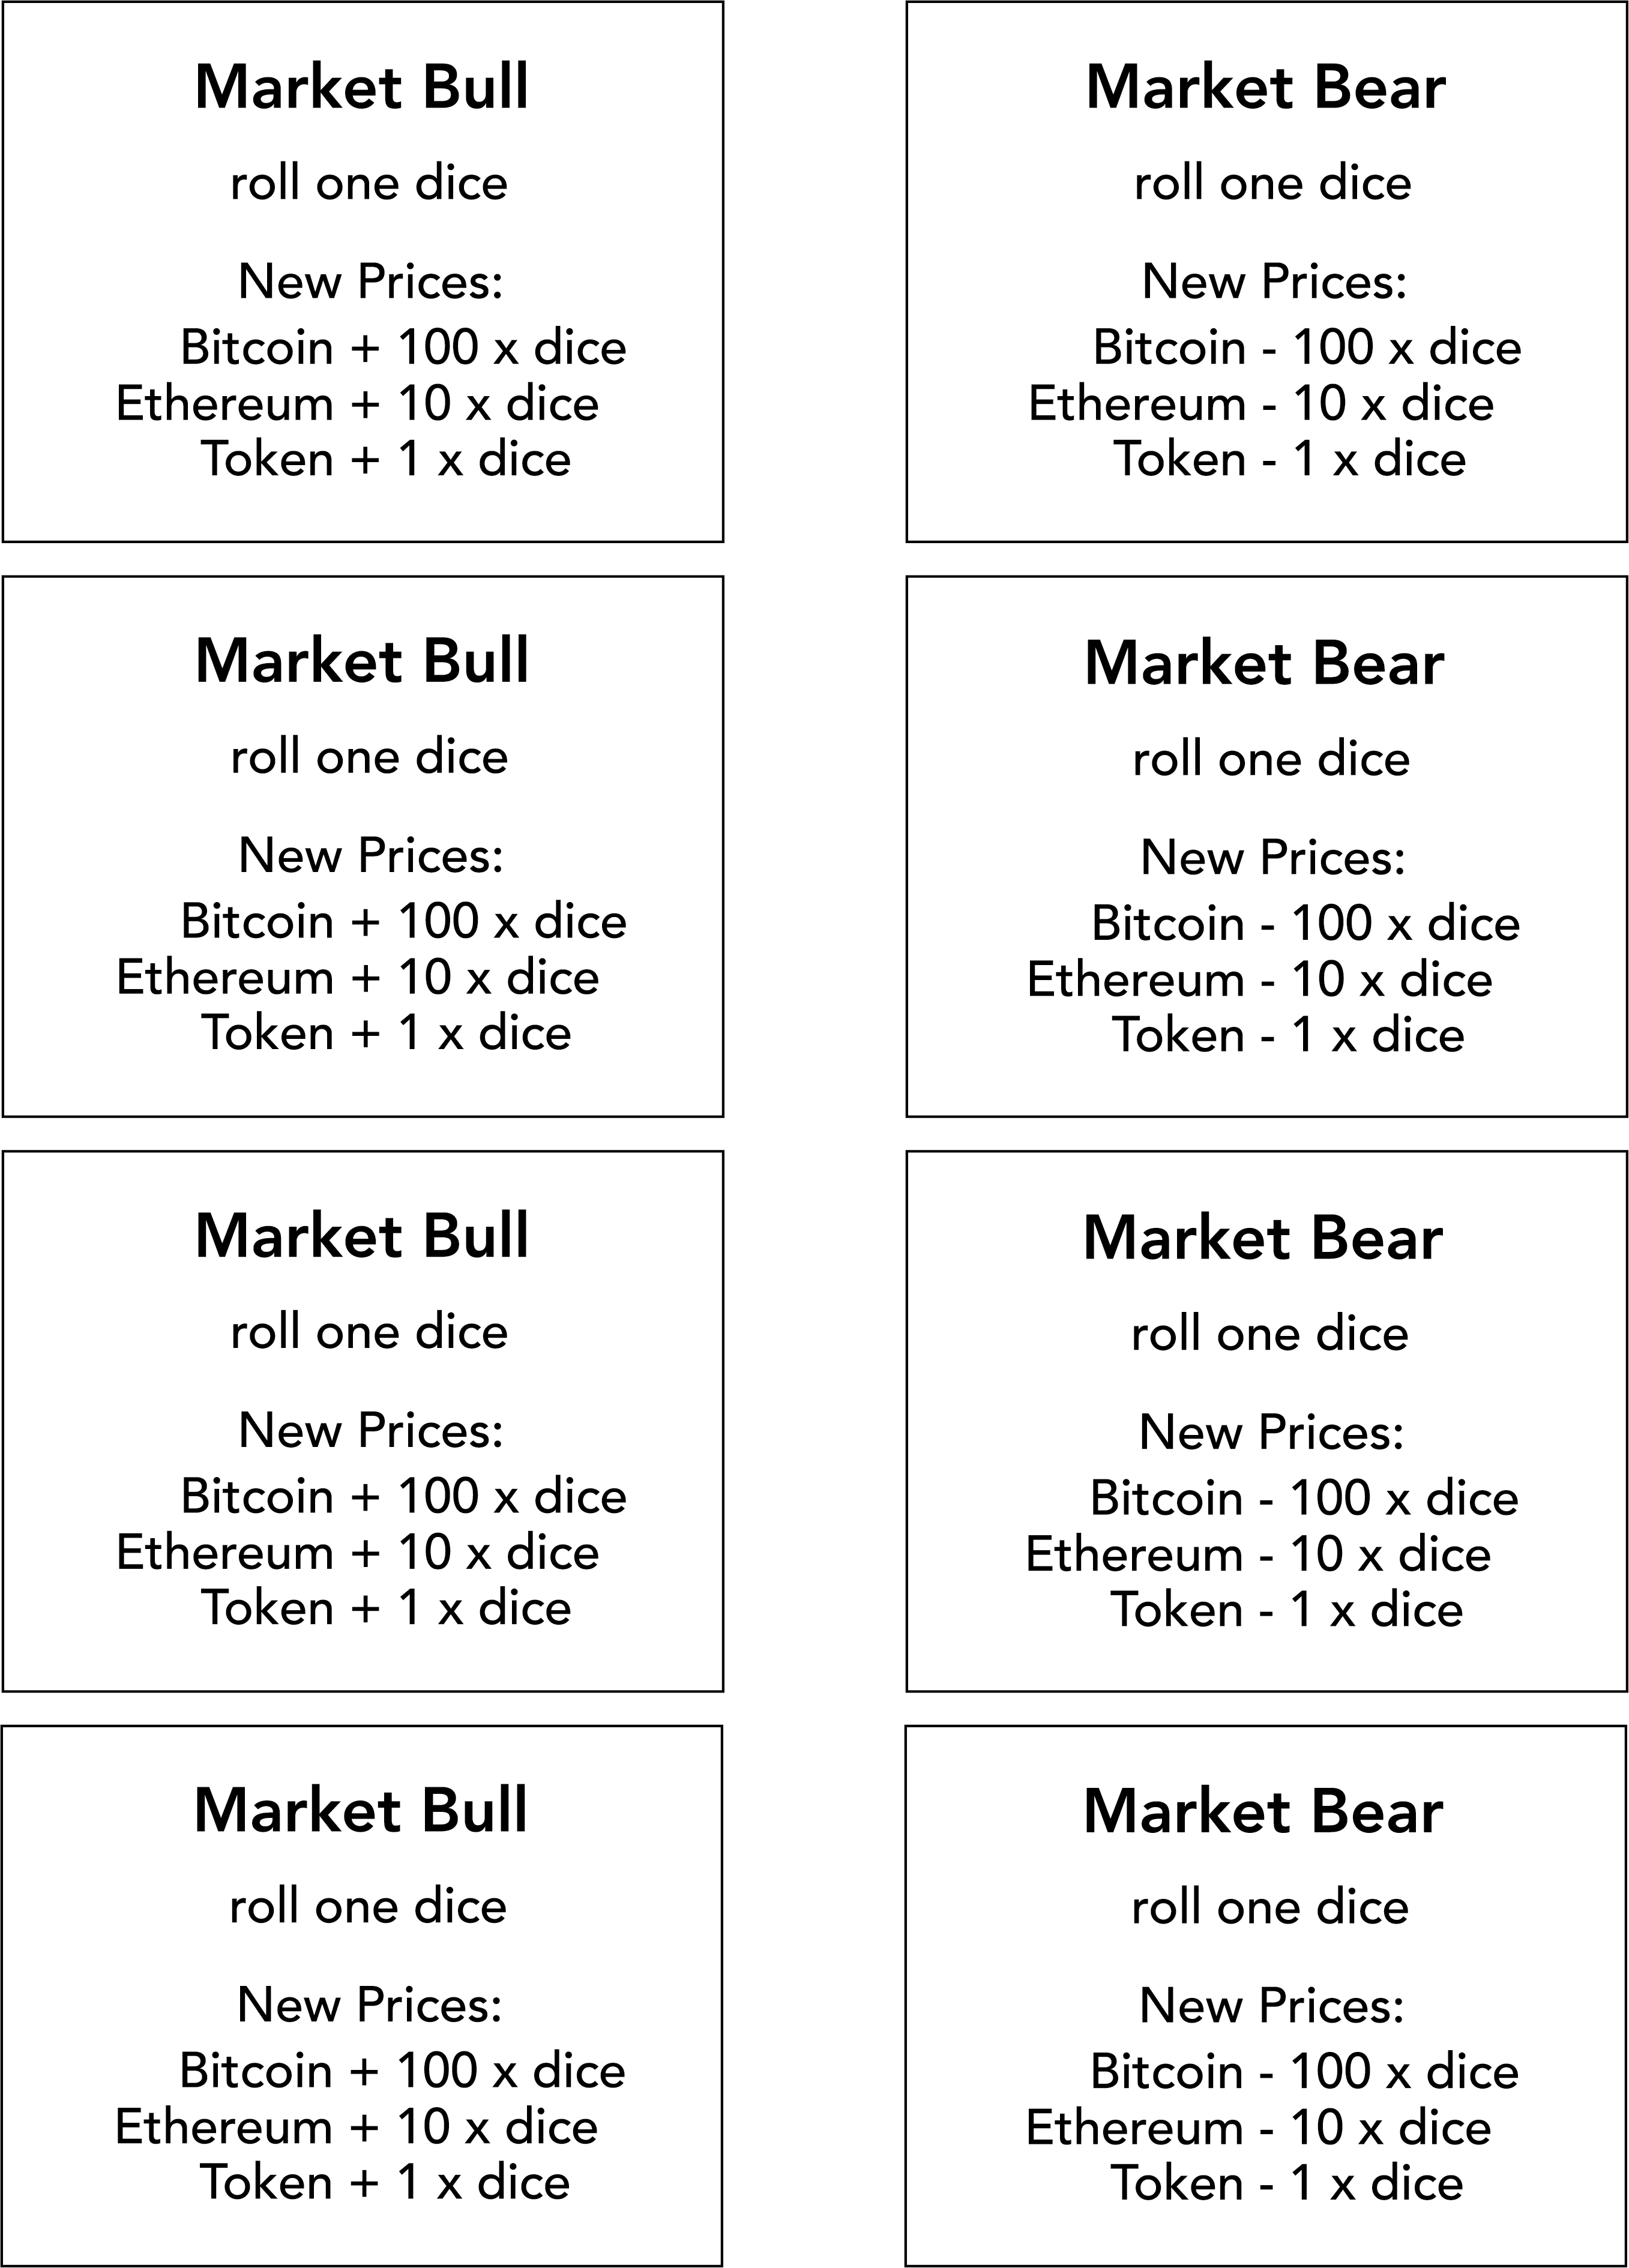 Market Bull
roll one dice
New Prices:
Bitcoin + 100 x dice
Ethereum + 10 x dice
Token + 1 x dice
Market Bear
roll one dice
New Prices:
Bitcoin - 100 x dice
Ethereum - 10 x dice
Token - 1 x dice
Market Bull
roll one dice
New Prices:
Bitcoin + 100 x dice
Ethereum + 10 x dice
Token + 1 x dice
Market Bear
roll one dice
New Prices:
Bitcoin - 100 x dice
Ethereum - 10 x dice
Token - 1 x dice
Market Bull
roll one dice
New Prices:
Bitcoin + 100 x dice
Ethereum + 10 x dice
Token + 1 x dice
Market Bear
roll one dice
New Prices:
Bitcoin - 100 x dice
Ethereum - 10 x dice
Token - 1 x dice
Market Bull
roll one dice
New Prices:
Bitcoin + 100 x dice
Ethereum + 10 x dice
Token + 1 x dice
Market Bear
roll one dice
New Prices:
Bitcoin - 100 x dice
Ethereum - 10 x dice
Token - 1 x dice